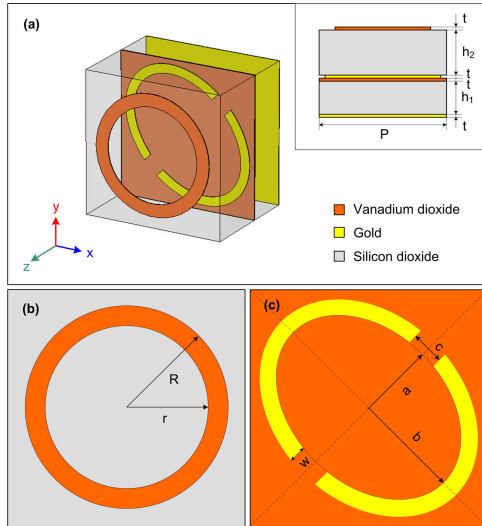 (a)
t
h2
t
t
h1
t
P
y
x
z
Vanadium dioxide
Gold
Silicon dioxide
(b)
R
r
(c)
c
a
b
w